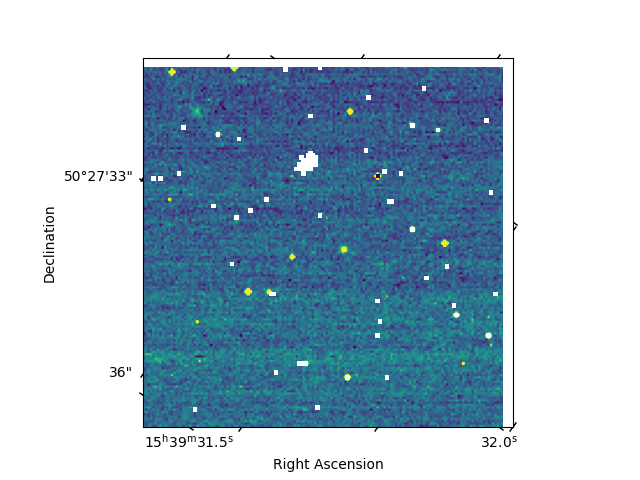 50°27'33"
Declination
36"
15ʰ39ᵐ31.5ˢ
32.0ˢ
Right Ascension